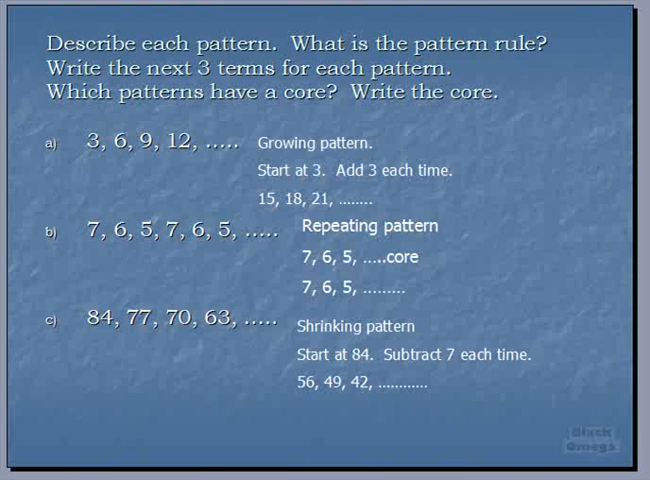 Describe each pattern. What is the pattern rule?
Write the next 3 terms for each pattern.
Which patterns have a core? Write the core.
a) 3, 6, 9, 12, ..... Growing pattern.
Start at 3. Add 3 each time.
15, 18, 21, ........
b) 7, 6, 5, 7, 6, 5, ..... Repeating pattern
7, 6, 5, .....core
7, 6, 5, .........
c) 84, 77, 70, 63, ..... Shrinking pattern
Start at 84. Subtract 7 each time.
56, 49, 42, ............
Black
Omega